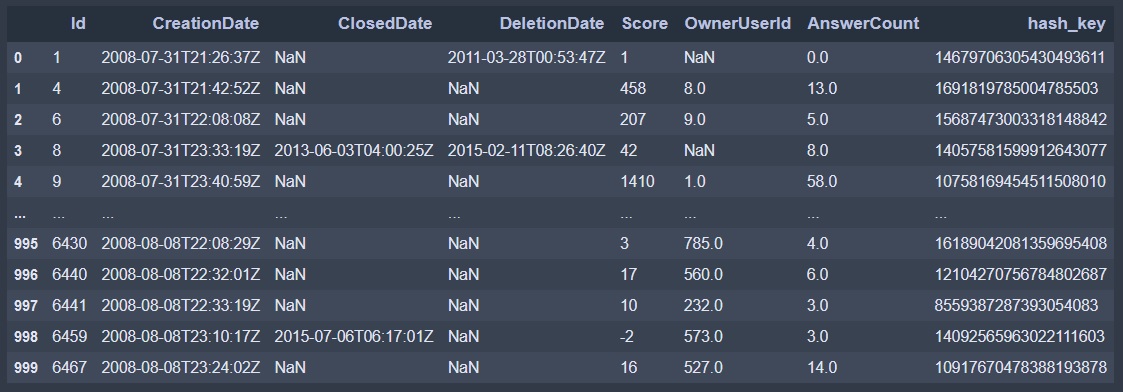 Id CreationDate ClosedDate DeletionDate Score OwnerUserId AnswerCount hash_key
0 1 2008-07-31T21:26:37Z NaN 2011-03-28T00:53:47Z 1 NaN 0.0 14679706305430493611
1 4 2008-07-31T21:42:52Z NaN NaN 458 8.0 13.0 1691819785004785503
2 6 2008-07-31T22:08:08Z NaN NaN 207 9.0 5.0 15687473003318148842
3 8 2008-07-31T23:33:19Z 2013-06-03T04:00:25Z 2015-02-11T08:26:40Z 42 NaN 8.0 14057581599912643077
4 9 2008-07-31T23:40:59Z NaN NaN 1410 1.0 58.0 10758169454511508010
... ... ... ... ... ... ... ... ...
995 6430 2008-08-08T22:08:29Z NaN NaN 3 785.0 4.0 16189042081359695408
996 6440 2008-08-08T22:32:01Z NaN NaN 17 560.0 6.0 12104270756784802687
997 6441 2008-08-08T22:33:19Z NaN NaN 10 232.0 3.0 8559387287393054083
998 6459 2008-08-08T23:10:17Z 2015-07-06T06:17:01Z NaN -2 573.0 3.0 14092565963022111603
999 6467 2008-08-08T23:24:02Z NaN NaN 16 527.0 14.0 10917670478388193878